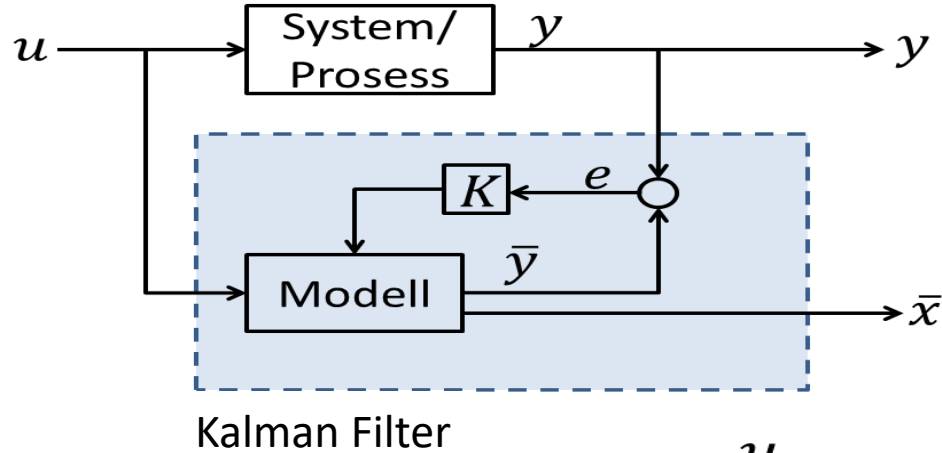 System/
Prosess
u
y
y
K
e
Modell
ȳ
x̄
Kalman Filter